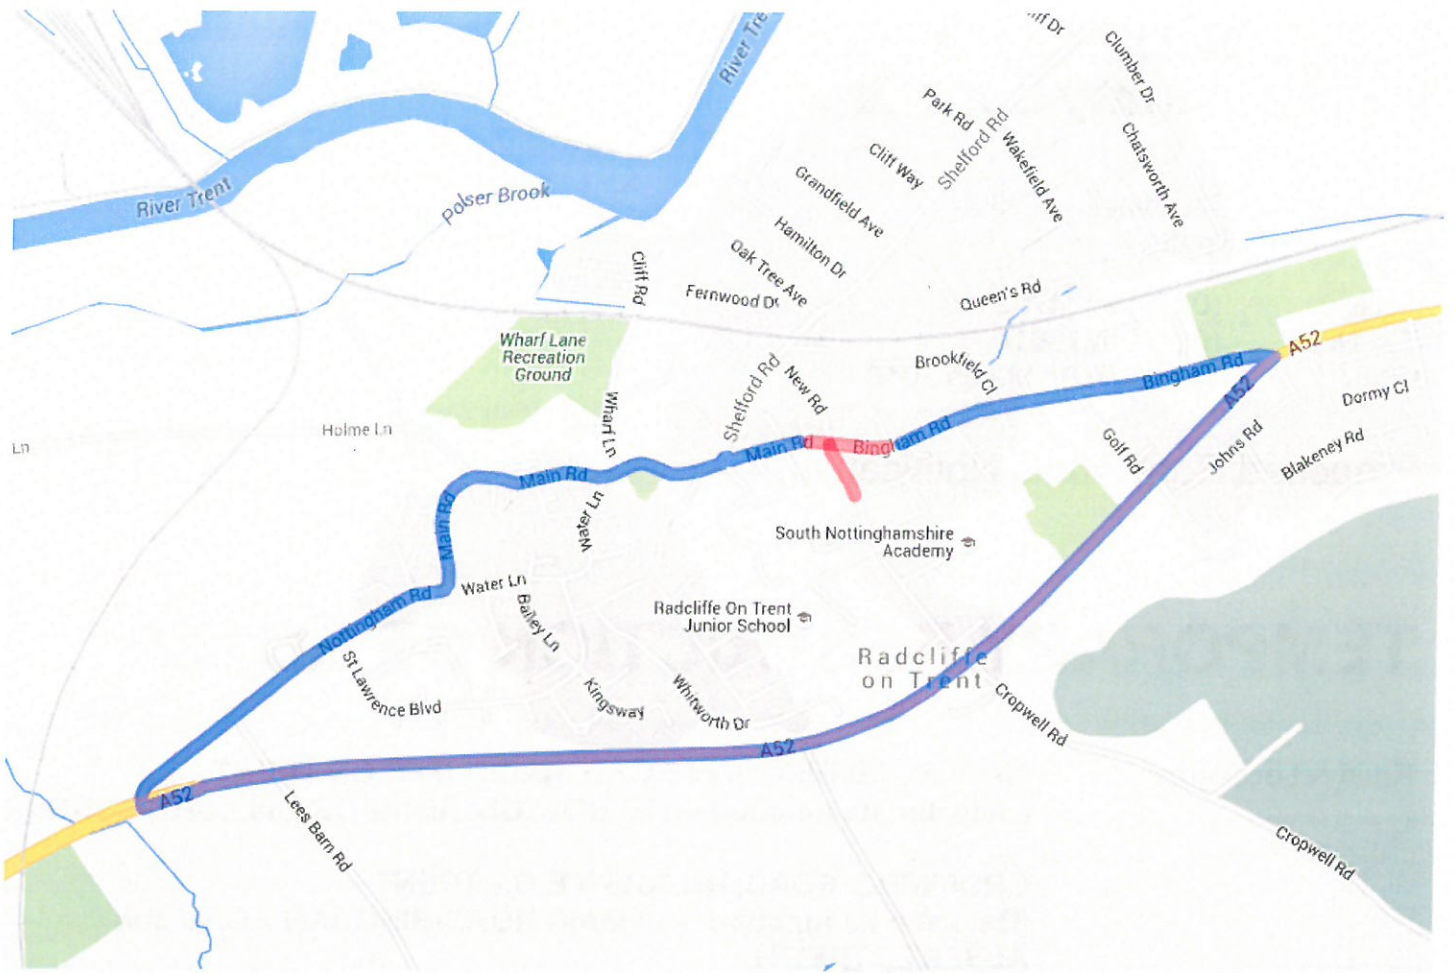 River Tre
iff Dr
Clumber Dr
Park Rd
Shelford Rd
Wakefield Ave
Chatsworth Ave
Cliff Way
Grandfield Ave
River Trent
Polser Brook
Hamilton Dr
Oak Tree Ave
Cliff Rd
Fernwood Dr
Queen's Rd
Wharf Lane
Recreation
Ground
A52
Brookfield Cl
Bingham Rd
A52
Shelford Rd
New Rd
Dormy Cl
Wharf Ln
Holme Ln
Ln
Main Rd
Bingham Rd
Golf Rd
Johns Rd
Blakeney Rd
Main Rd
Main Rd
Water Ln
South Nottinghamshire
Academy
Water Ln
Nottingham Rd
Bailey Ln
Radcliffe On Trent
Junior School
Radcliffe
on Trent
St Lawrence Blvd
Kingsway
Whitworth Dr
Cropwell Rd
A52
A52
Lees Barn Rd
Cropwell Rd